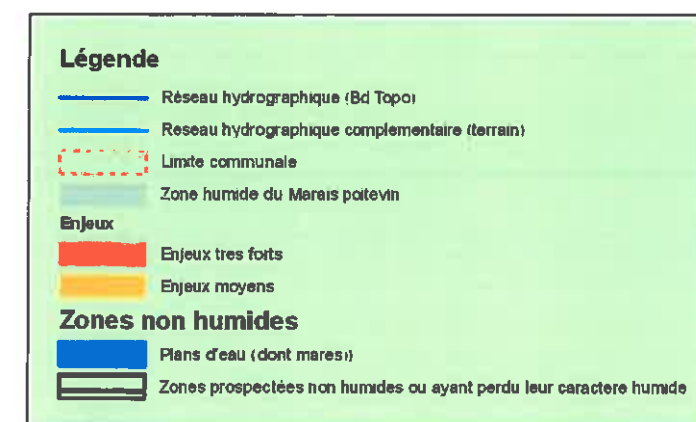 Légende
Réseau hydrographique (Bd Topo)
Reseau hydrographique complementaire (terrain)
Limite communale
Zone humide du Marais poitevin
Enjeux
Enjeux tres forts
Enjeux moyens
Zones non humides
Plans d'eau (dont mares)
Zones prospectées non humides ou ayant perdu leur caractere humide